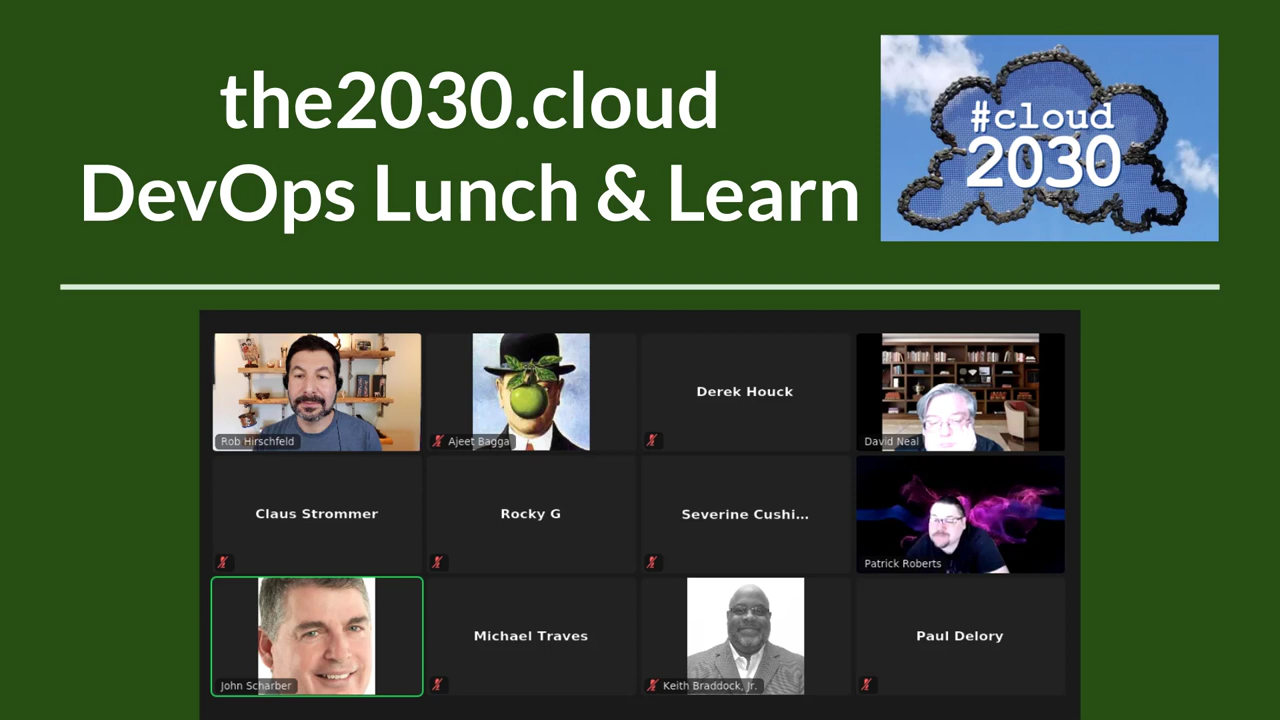 the2030.cloud
DevOps Lunch & Learn
#cloud
2030
Rob Hirschfeld
Ajeet Bagga
Derek Houck
David Neal
Claus Strommer
Rocky G
Severine Cushi...
Patrick Roberts
John Scharber
Michael Traves
Keith Braddock, Jr.
Paul Delory